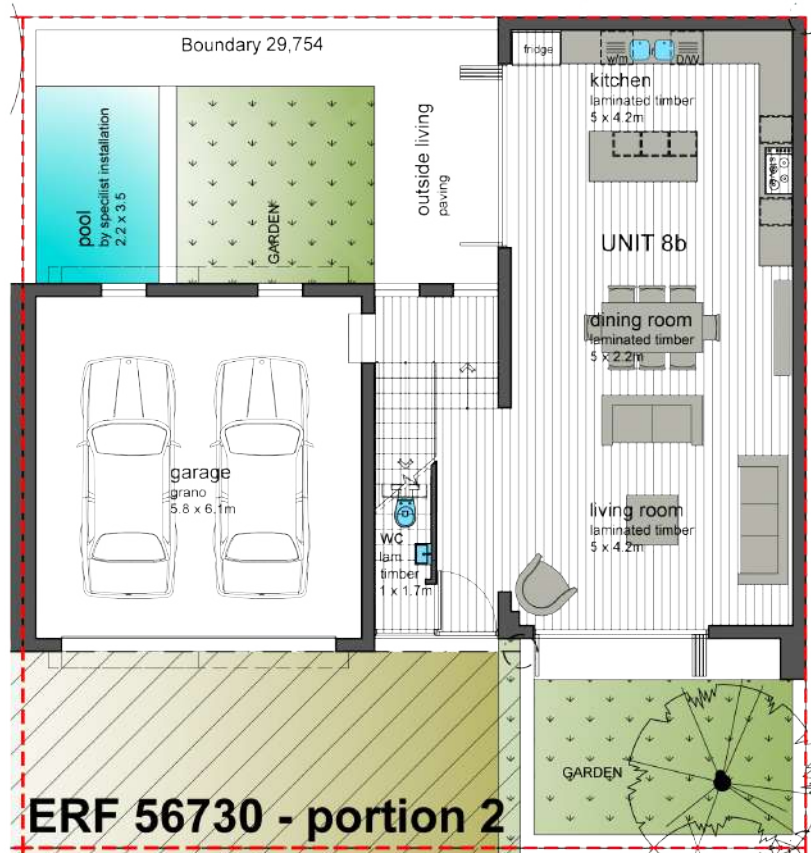 Boundary 29,754
fridge
w/m
D/W
kitchen
laminated timber
5 x 4.2m
pool
by specilist installation
2.2 x 3.5
GARDEN
outside living
paving
stove
UNIT 8b
dining room
laminated timber
5 x 2.2m
garage
grano
5.8 x 6.1m
WC
lam
timber
1 x 1.7m
living room
laminated timber
5 x 4.2m
GARDEN
ERF 56730 - portion 2